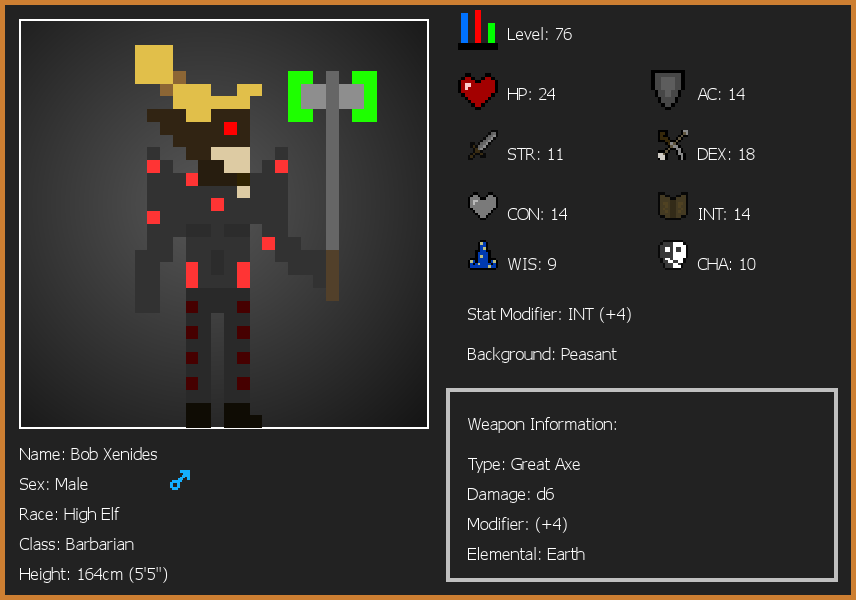 Level: 76
HP: 24
AC: 14
STR: 11
DEX: 18
CON: 14
INT: 14
WIS: 9
CHA: 10
Stat Modifier: INT (+4)
Background: Peasant
Weapon Information:
Type: Great Axe
Damage: d6
Modifier: (+4)
Elemental: Earth
Name: Bob Xenides
Sex: Male
Race: High Elf
Class: Barbarian
Height: 164cm (5'5")